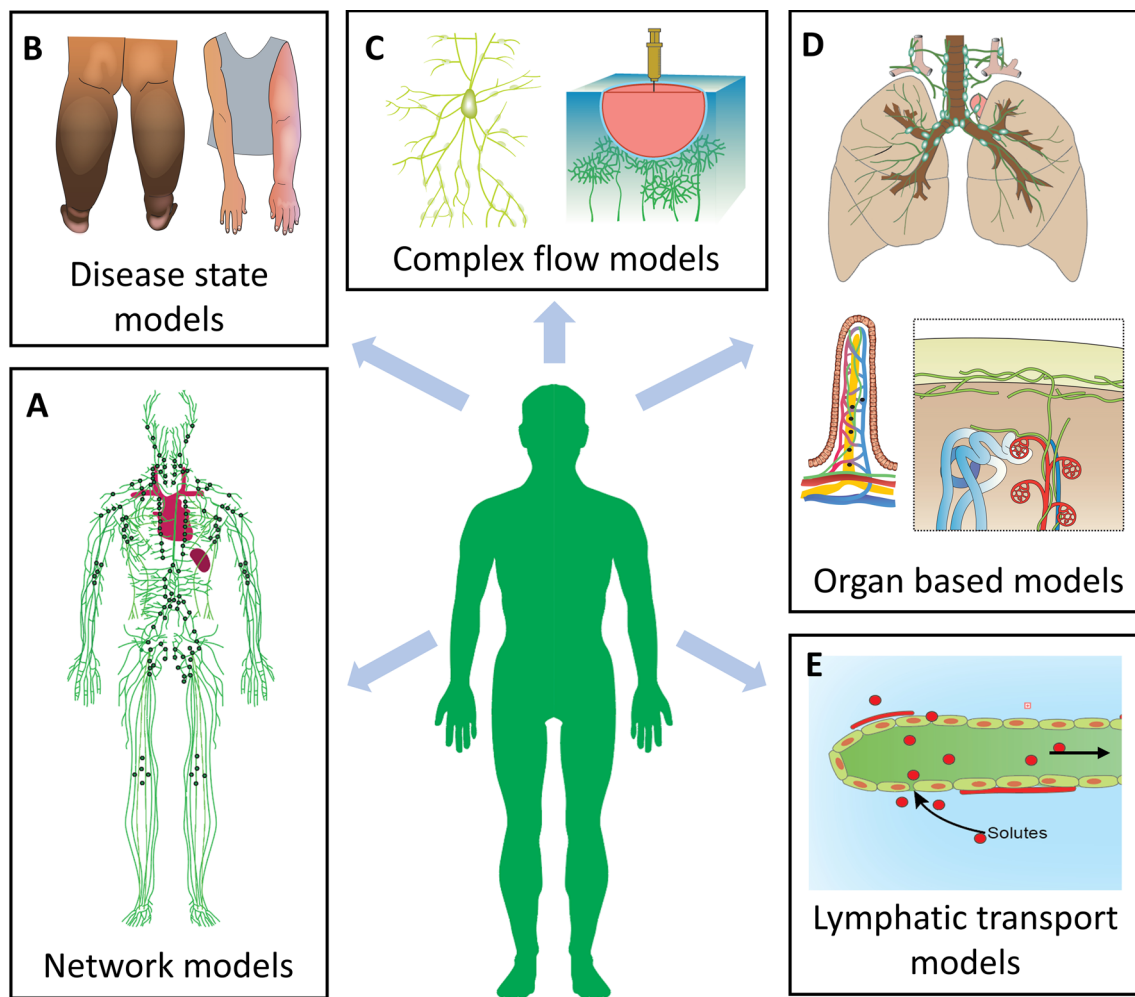 B
Disease state
models
C
Complex flow models
D
Organ based models
A
Network models
E
Solutes
Lymphatic transport
models